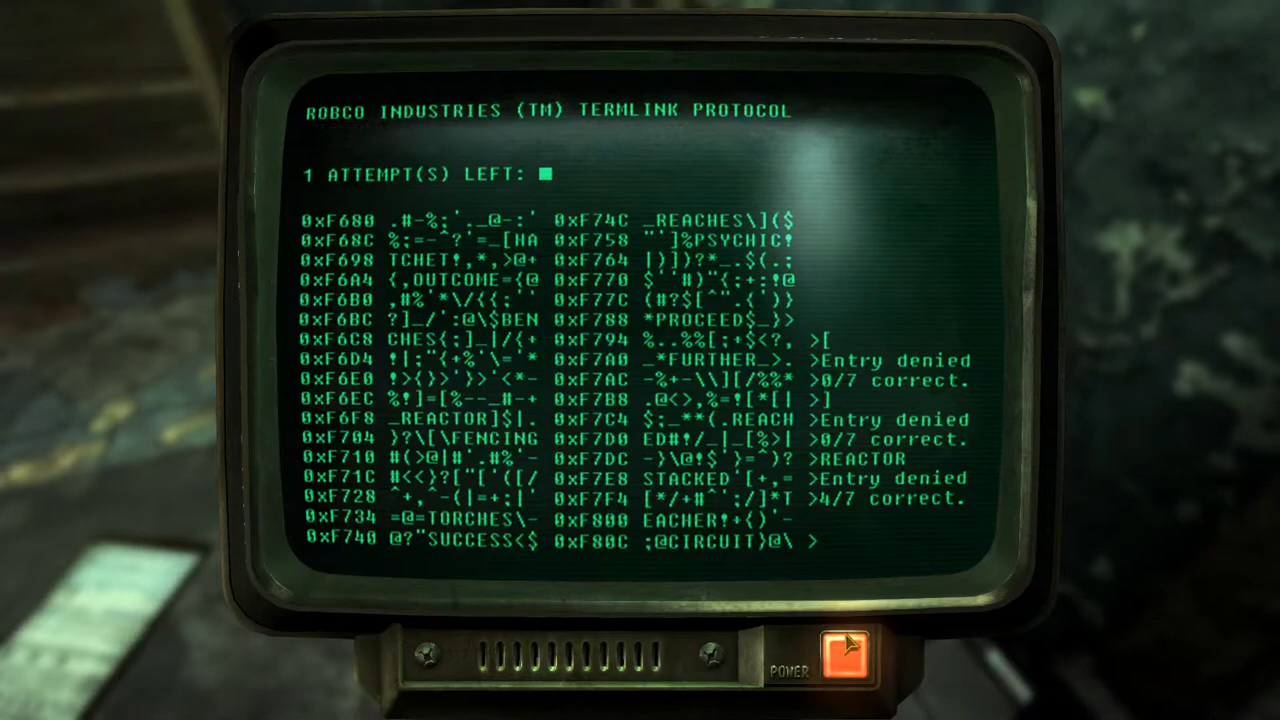 ROBCO INDUSTRIES (TM) TERMLINK PROTOCOL
1 ATTEMPT(S) LEFT:
0xF680 .#-%;'._@-:' 0xF74C _REACHES\]($
0xF68C %;=-^?'=_[HA 0xF758 "']%PSYCHIC!
0xF698 TCHET!,*,>@+ 0xF764 |)])?*_.$(.;
0xF6A4 {,OUTCOME={@ 0xF770 $''#)"{;+:!@
0xF6B0 ,#%'*\/{{;'' 0xF77C (#?$[^".{')}
0xF6BC ?]_/':@\$BEN 0xF788 *PROCEED$_}>
0xF6C8 CHES{;]_|/{+ 0xF794 %..%%[;+$<?, >[
0xF6D4 !|;"{+%'\='* 0xF7A0 _*FURTHER_>. >Entry denied
0xF6E0 !>{}>'}>'<*- 0xF7AC -%+-\\][/%%* >0/7 correct.
0xF6EC %!]=[%--_#-+ 0xF7B8 .@<>,%=![*[| >]
0xF6F8 _REACTOR]$|. 0xF7C4 $;_**(.REACH >Entry denied
0xF704 }?\[\FENCING 0xF7D0 ED#!/_|_[%>| >0/7 correct.
0xF710 #(>@|#'.#%'- 0xF7DC -}\@!$'}=^)? >REACTOR
0xF71C #<<}?["['([/ 0xF7E8 STACKED'[+,= >Entry denied
0xF728 ^+,^-(|=+;|' 0xF7F4 [*/+#^';/]*T >4/7 correct.
0xF734 =@=TORCHES\- 0xF800 EACHER!+{)'-
0xF740 @?"SUCCESS<$ 0xF80C ;@CIRCUIT}@\ >
POWER